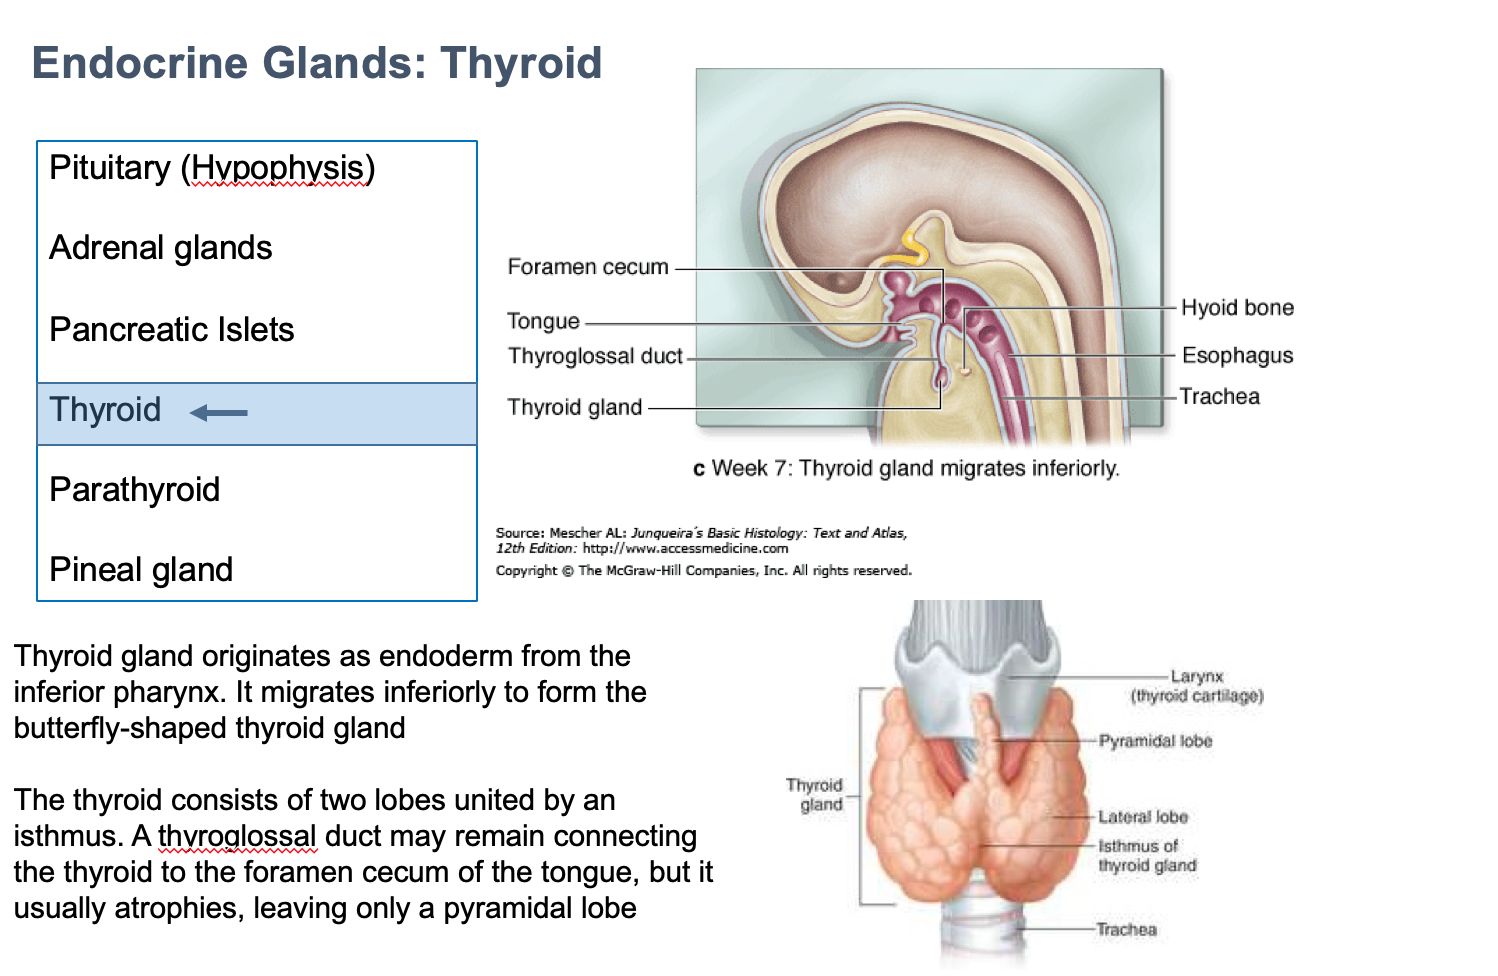 Endocrine Glands: Thyroid
Pituitary (Hypophysis)
Adrenal glands
Pancreatic Islets
Thyroid
Parathyroid
Pineal gland
Foramen cecum
Tongue
Thyroglossal duct
Thyroid gland
Hyoid bone
Esophagus
Trachea
c Week 7: Thyroid gland migrates inferiorly.
Source: Mescher AL: Junqueira's Basic Histology: Text and Atlas,
12th Edition: http://www.accessmedicine.com
Copyright © The McGraw-Hill Companies, Inc. All rights reserved.
Thyroid gland originates as endoderm from the
inferior pharynx. It migrates inferiorly to form the
butterfly-shaped thyroid gland
The thyroid consists of two lobes united by an
isthmus. A thyroglossal duct may remain connecting
the thyroid to the foramen cecum of the tongue, but it
usually atrophies, leaving only a pyramidal lobe
Thyroid
gland
Larynx
(thyroid cartilage)
Pyramidal lobe
Lateral lobe
Isthmus of
thyroid gland
Trachea